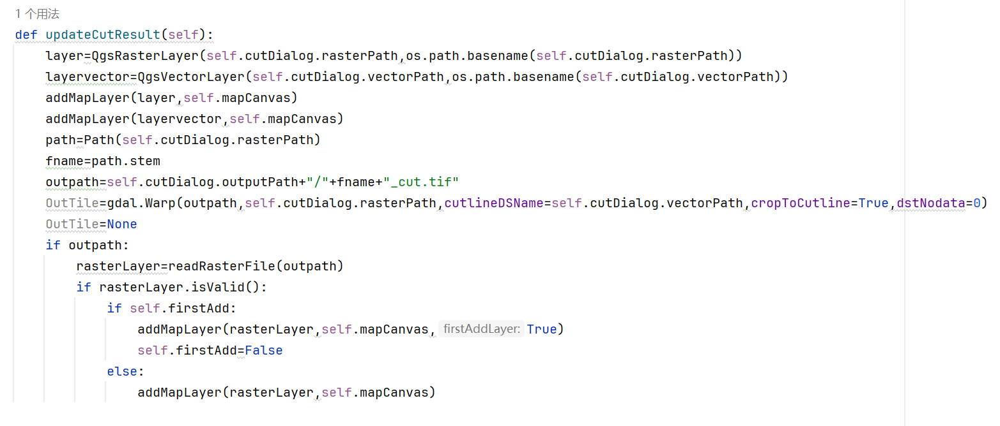 1 个用法
def updateCutResult(self):
    layer=QgsRasterLayer(self.cutDialog.rasterPath,os.path.basename(self.cutDialog.rasterPath))
    layervector=QgsVectorLayer(self.cutDialog.vectorPath,os.path.basename(self.cutDialog.vectorPath))
    addMapLayer(layer,self.mapCanvas)
    addMapLayer(layervector,self.mapCanvas)
    path=Path(self.cutDialog.rasterPath)
    fname=path.stem
    outpath=self.cutDialog.outputPath+"/"+fname+"_cut.tif"
    OutTile=gdal.Warp(outpath,self.cutDialog.rasterPath,cutlineDSName=self.cutDialog.vectorPath,cropToCutline=True,dstNodata=0)
    OutTile=None
    if outpath:
        rasterLayer=readRasterFile(outpath)
        if rasterLayer.isValid():
            if self.firstAdd:
                addMapLayer(rasterLayer,self.mapCanvas, firstAddLayer: True)
                self.firstAdd=False
            else:
                addMapLayer(rasterLayer,self.mapCanvas)